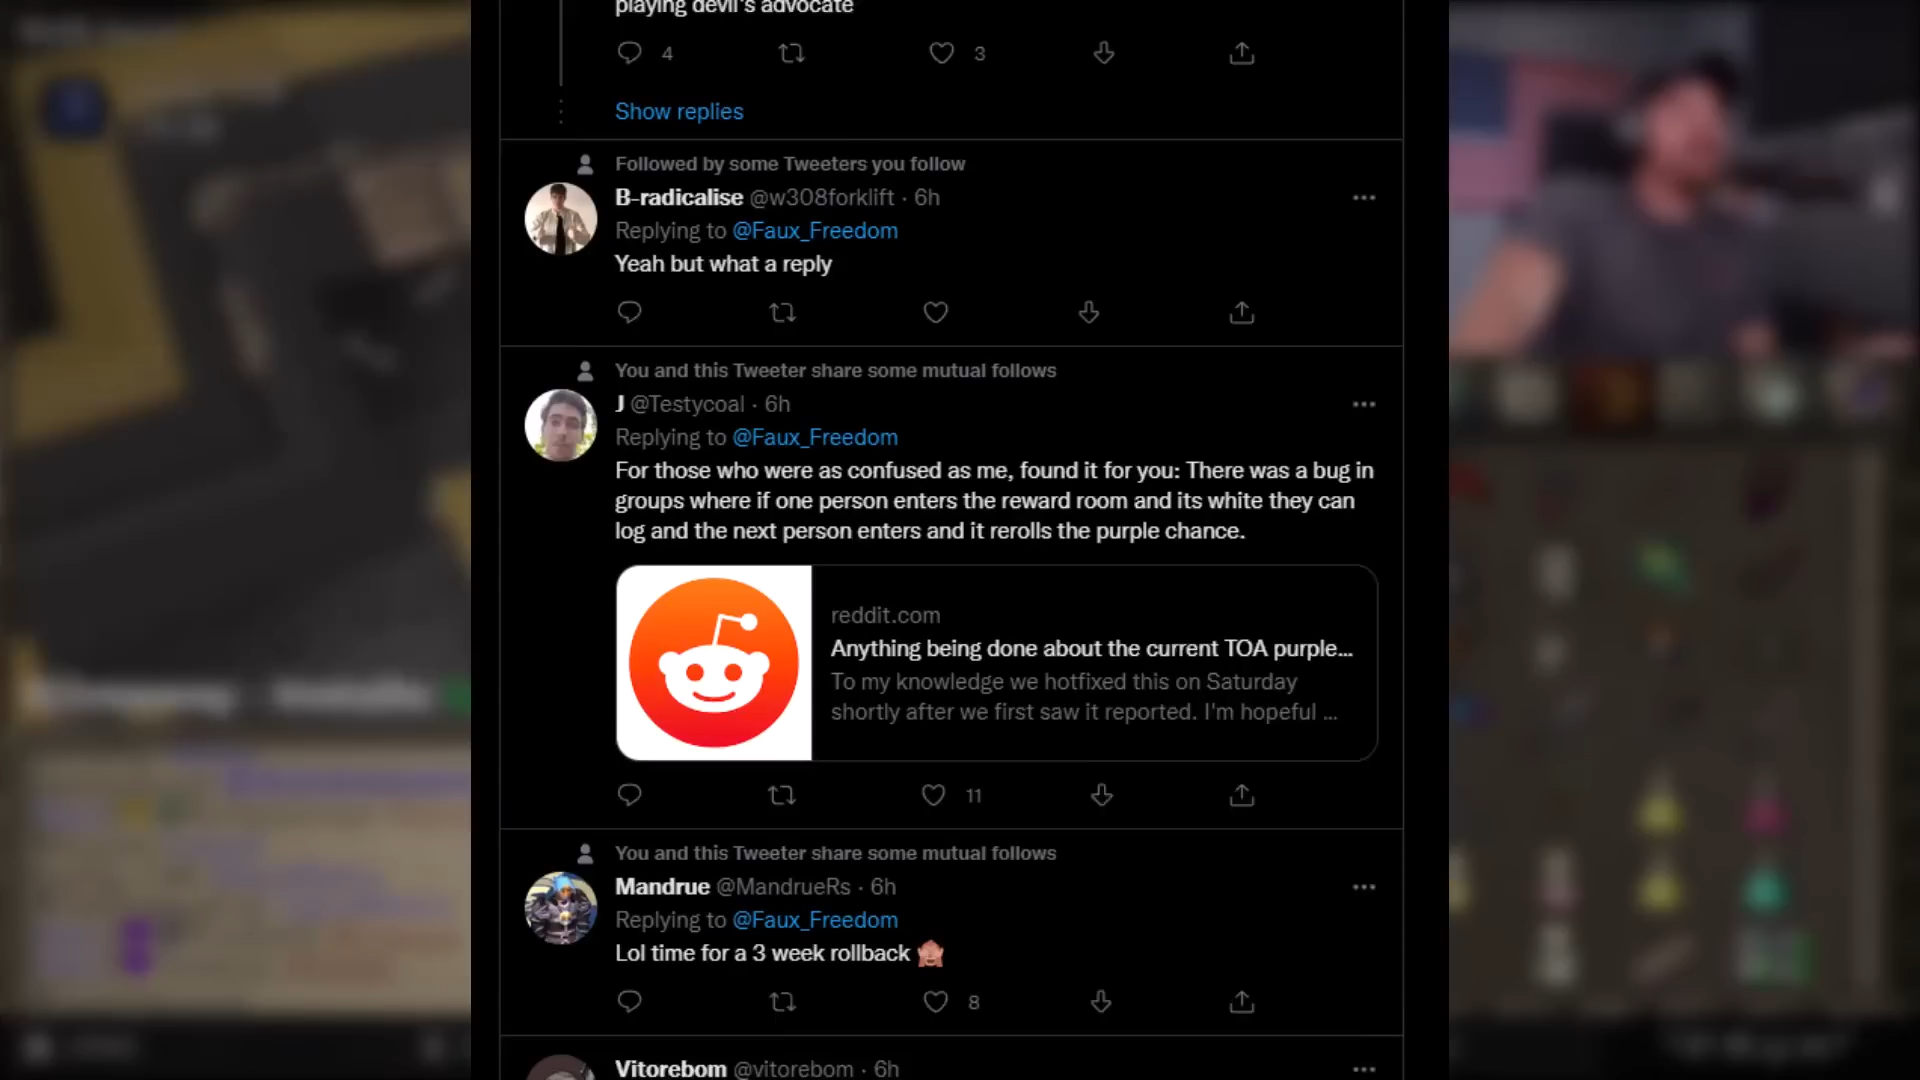 playing devil's advocate
4
3
Show replies
Followed by some Tweeters you follow
B-radicalise @w308forklift · 6h
Replying to @Faux_Freedom
Yeah but what a reply
You and this Tweeter share some mutual follows
J @Testycoal · 6h
Replying to @Faux_Freedom
For those who were as confused as me, found it for you: There was a bug in
groups where if one person enters the reward room and its white they can
log and the next person enters and it rerolls the purple chance.
reddit.com
Anything being done about the current TOA purple...
To my knowledge we hotfixed this on Saturday
shortly after we first saw it reported. I'm hopeful ...
11
You and this Tweeter share some mutual follows
Mandrue @MandrueRs · 6h
Replying to @Faux_Freedom
Lol time for a 3 week rollback
8
Vitorebom @vitorebom · 6h